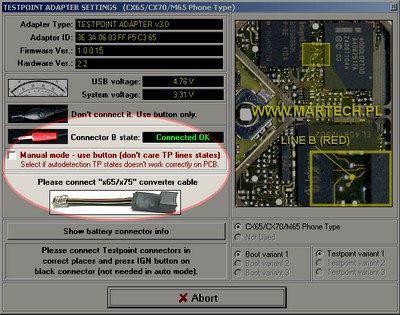 TESTPOINT ADAPTER SETTINGS (CX65/CX70/M65 Phone Type)
Adapter Type: TESTPOINT ADAPTER v3.0
Adapter ID: 3E 3A 06 03 FF F5 C3 65
Firmware Ver.: 1.0.0.15
Hardware Ver.: 2.2
USB voltage: 4.76 V
System voltage: 3.31 V
Don't connect it. Use button only.
Connector B state: Connected OK
Manual mode - use button (don't care TP lines states)
Select if autodetection TP states doesn't work correctly on PCB.
Please connect "x65/x75" converter cable
Show battery connector info
Please connect Testpoint connectors in
correct places and press IGN button on
black connector (not needed in auto mode).
WWW.MARTECH.PL
LINE B (RED)
CX65/CX70/M65 Phone Type
Not Used
Boot variant 1
Boot variant 2
Boot variant 3
Testpoint variant 1
Testpoint variant 2
Testpoint variant 3
Abort